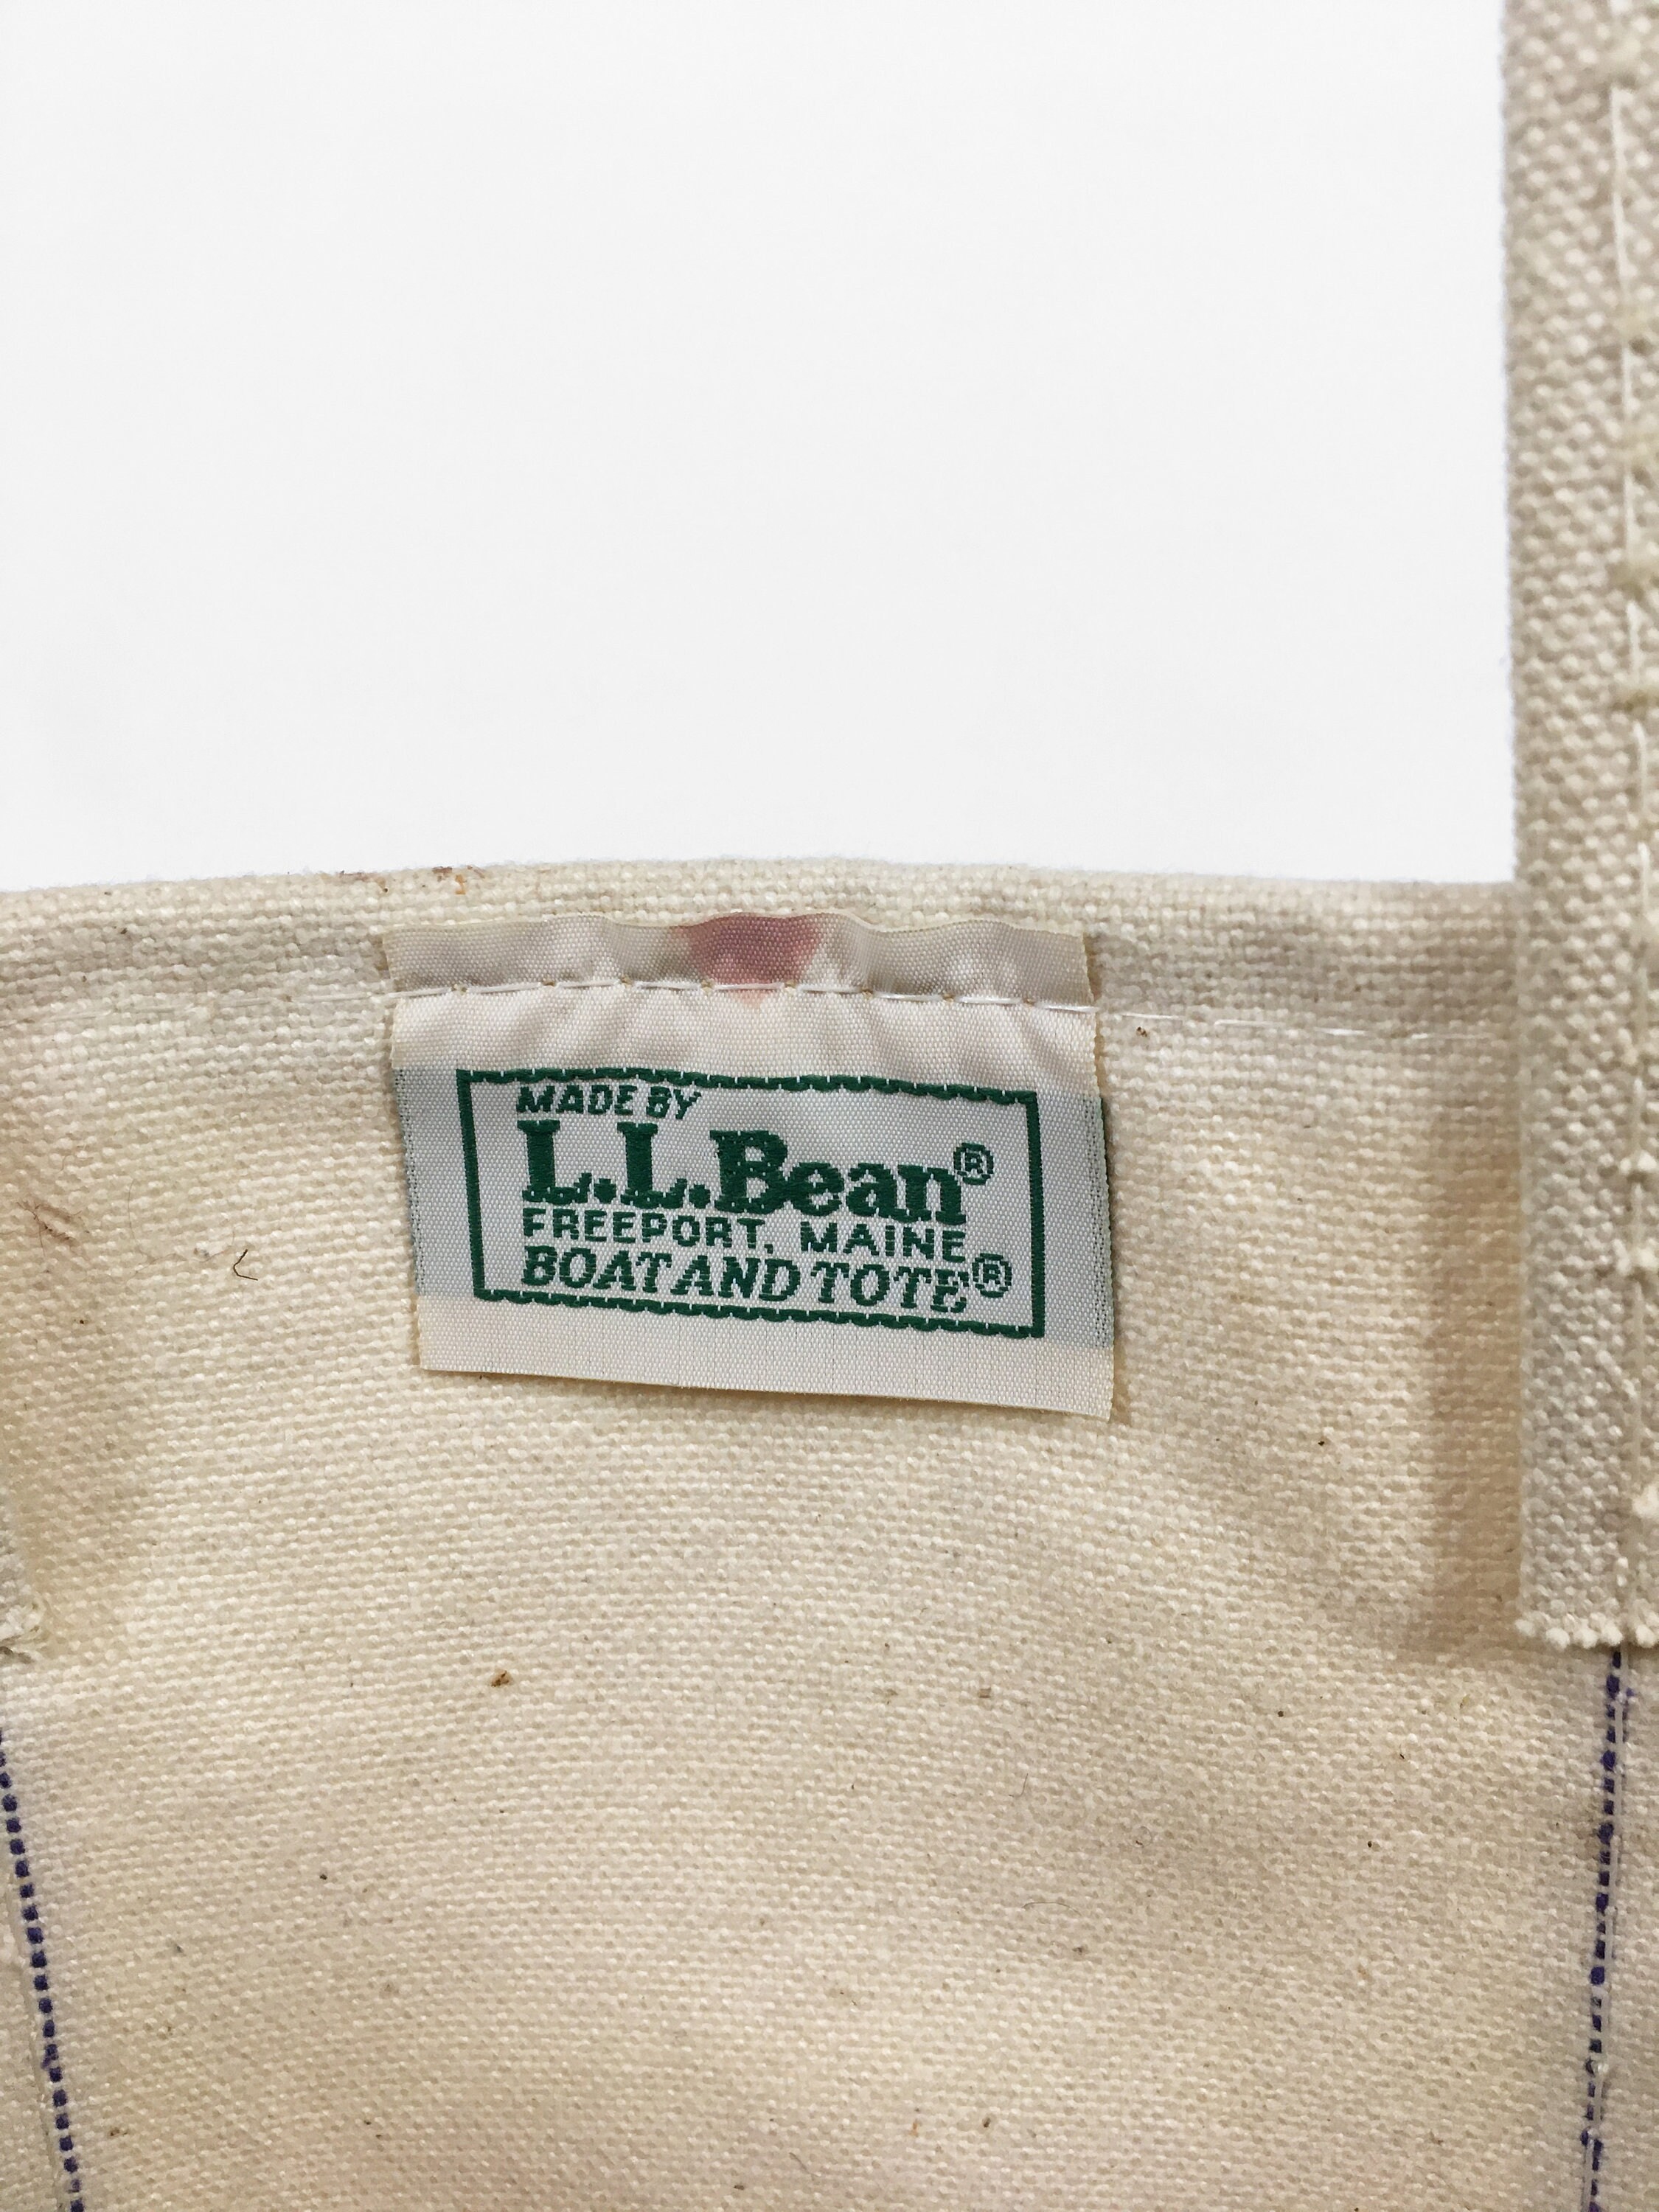 MADE BY
L.L.Bean®
FREEPORT, MAINE
BOAT AND TOTE®